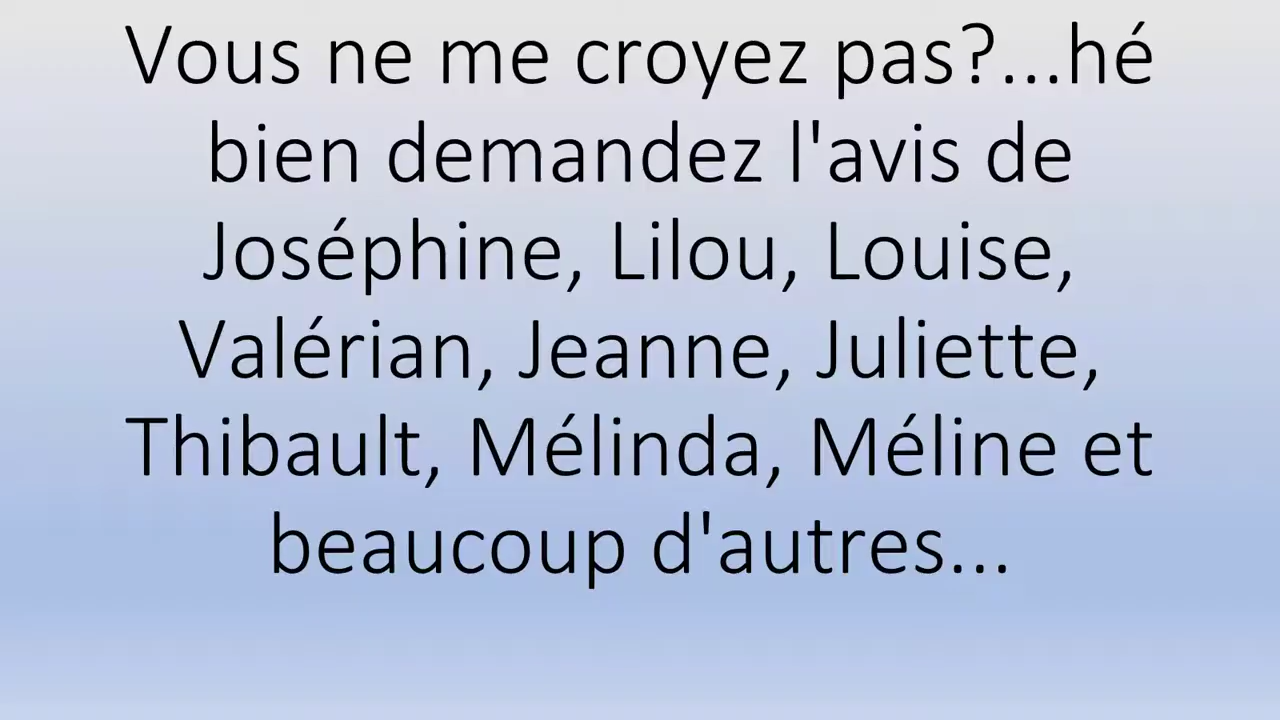 Vous ne me croyez pas?...hé
bien demandez l'avis de
Joséphine, Lilou, Louise,
Valérian, Jeanne, Juliette,
Thibault, Mélinda, Méline et
beaucoup d'autres...